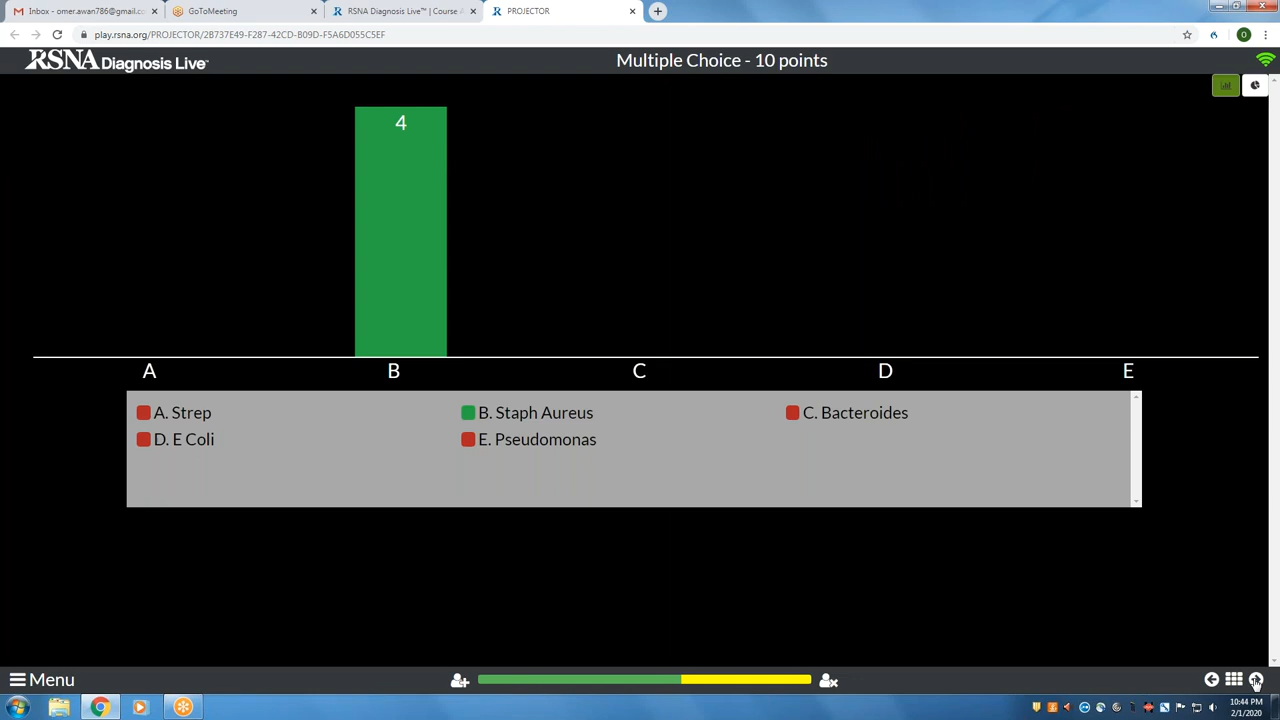 Inbox - omer.awan786@gmail.c
GoToMeeting
RSNA Diagnosis Live™ | Course A
PROJECTOR
play.rsna.org/PROJECTOR/2B737E49-F287-42CD-B09D-F5A6D055C5EF
O
RSNA Diagnosis Live™
Multiple Choice - 10 points
4
A B C D E
A. Strep B. Staph Aureus C. Bacteroides
D. E Coli E. Pseudomonas
Menu
10:44 PM
2/1/2020